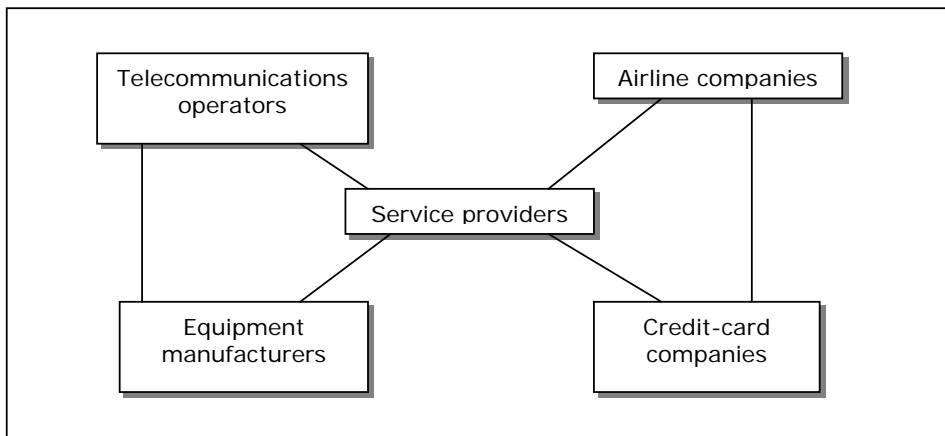 Telecommunications
operators
Airline companies
Service providers
Equipment
manufacturers
Credit-card
companies